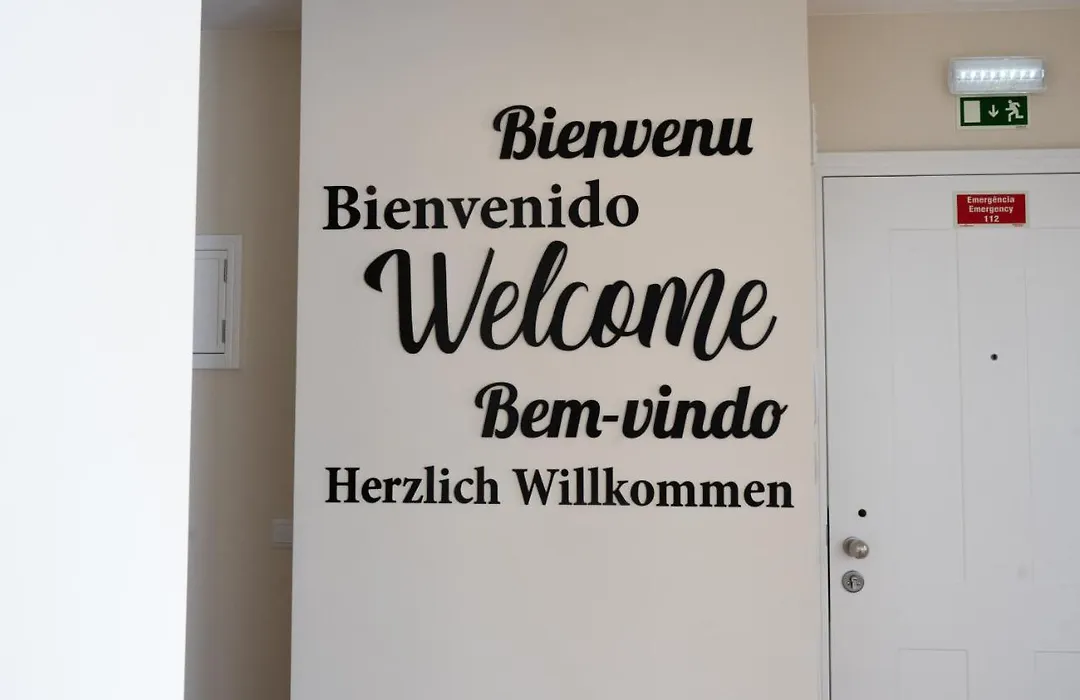 Bienvenu
Bienvenido
Welcome
Bem-vindo
Herzlich Willkommen
Emergência
Emergency
112